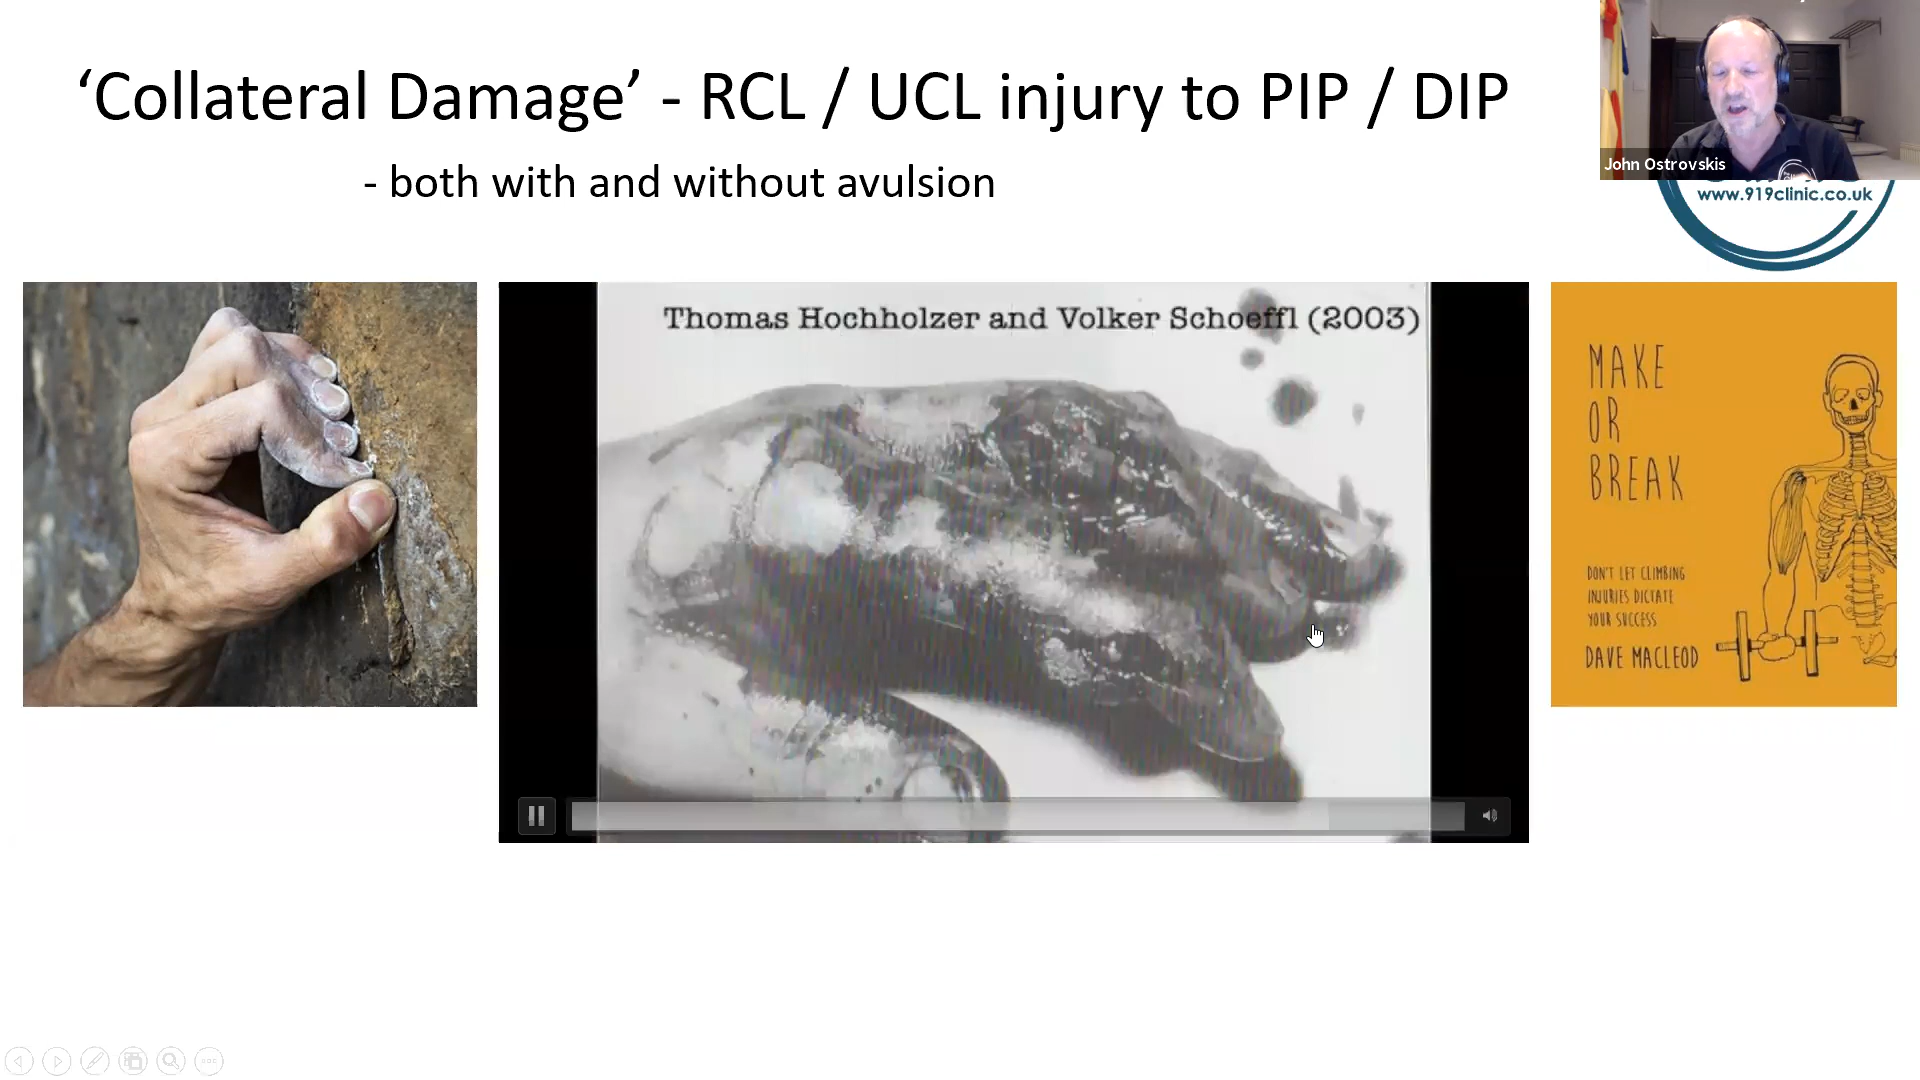 ‘Collateral Damage’ - RCL / UCL injury to PIP / DIP
- both with and without avulsion
John Ostrovskis
www.919clinic.co.uk
Thomas Hochholzer and Volker Schoeffl (2003)
MAKE
OR
BREAK
DON'T LET CLIMBING
INJURIES DICTATE
YOUR SUCCESS
DAVE MACLEOD